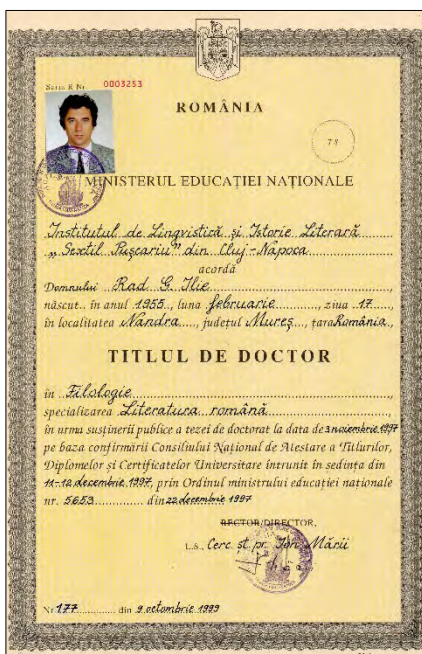 Seria R Nr. 0003253
ROMÂNIA
78
MINISTERUL EDUCAȚIEI NAȚIONALE
Institutul de Lingvistică și Istorie Literară
„Sextil Pușcariu" din Cluj-Napoca
acordă
Domnului Rad G. Ilie
născut în anul 1955, luna februarie, ziua 17,
în localitatea Nandra, județul Mureș, țara România,
TITLUL DE DOCTOR
în Filologie
specializarea Literatura română,
în urma susținerii publice a tezei de doctorat la data de 3 noiembrie 1997
pe baza confirmării Consiliului Național de Atestare a Titlurilor,
Diplomelor și Certificatelor Universitare întrunit în ședința din
11-12 decembrie 1997, prin Ordinul ministrului educației naționale
nr. 5653 din 22 decembrie 1997
RECTOR/DIRECTOR,
L.S. Cerc. st. pr. Ion Mării
Nr. 177 din 9 octombrie 1999